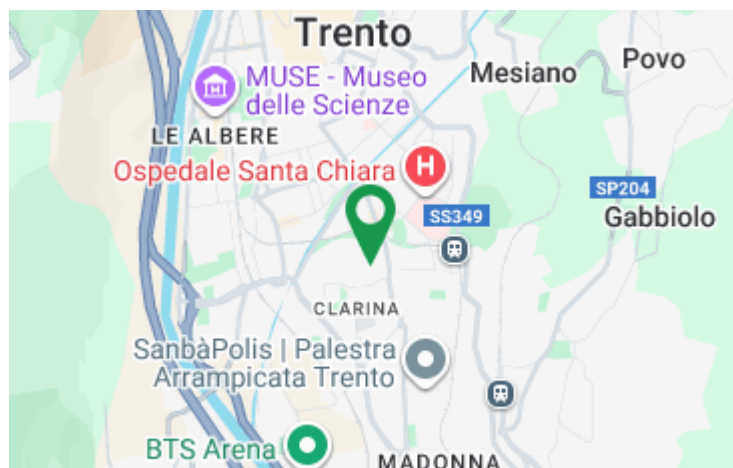 Trento
Povo
Mesiano
MUSE - Museo
delle Scienze
LE ALBERE
Ospedale Santa Chiara
H
SP204
SS349
Gabbiolo
CLARINA
SanbàPolis | Palestra
Arrampicata Trento
BTS Arena
MADONNA